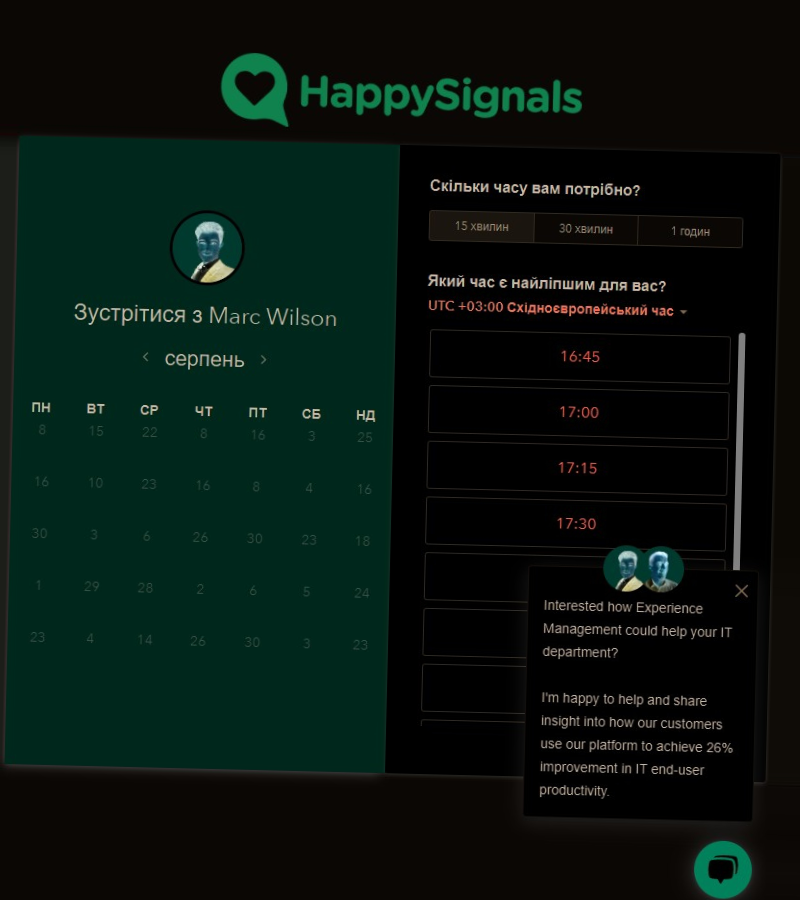 HappySignals
Зустрітися з Marc Wilson
серпень
ПН ВТ СР ЧТ ПТ СБ НД
8 15 22 8 16 3 25
16 10 23 16 8 4 16
30 3 6 26 30 23 18
1 29 28 2 6 5 24
23 4 14 26 30 3 23
Скільки часу вам потрібно?
15 хвилин 30 хвилин 1 годин
Який час є найліпшим для вас?
UTC +03:00 Східноєвропейський час
16:45
17:00
17:15
17:30
Interested how Experience
Management could help your IT
department?
I'm happy to help and share
insight into how our customers
use our platform to achieve 26%
improvement in IT end-user
productivity.